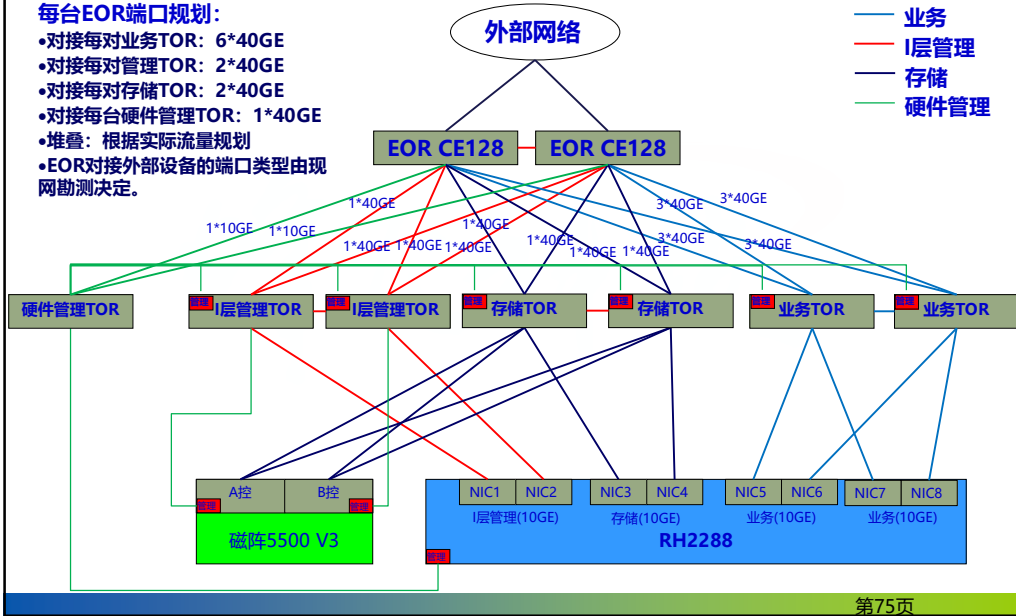 每台EOR端口规划：
•对接每对业务TOR：6*40GE
•对接每对管理TOR：2*40GE
•对接每对存储TOR：2*40GE
•对接每台硬件管理TOR：1*40GE
•堆叠：根据实际流量规划
•EOR对接外部设备的端口类型由现
网勘测决定。
外部网络
业务
I层管理
存储
硬件管理
EOR CE128
EOR CE128
1*10GE
1*10GE
1*40GE
1*40GE
1*40GE
1*40GE
1*40GE
1*40GE
1*40GE
1*40GE
3*40GE
3*40GE
3*40GE
3*40GE
硬件管理TOR
管理
I层管理TOR
管理
I层管理TOR
管理
存储TOR
管理
存储TOR
管理
业务TOR
管理
业务TOR
A控
B控
管理
管理
磁阵5500 V3
NIC1
NIC2
NIC3
NIC4
NIC5
NIC6
NIC7
NIC8
I层管理(10GE)
存储(10GE)
业务(10GE)
业务(10GE)
RH2288
管理
第75页